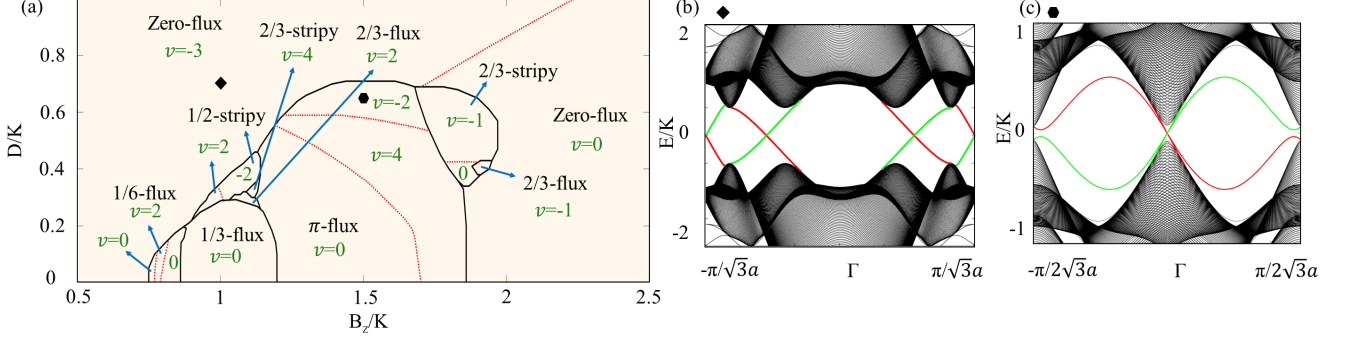 (a)
D/K
0.8
0.6
0.4
0.2
0
0.5
1
1.5
2
2.5
B_z/K
Zero-flux
ν=-3
2/3-stripy
ν=4
2/3-flux
ν=2
2/3-stripy
ν=-1
Zero-flux
ν=0
1/2-stripy
ν=2
-2
ν=-2
ν=4
0
2/3-flux
ν=-1
1/6-flux
ν=2
ν=0
0
1/3-flux
ν=0
π-flux
ν=0
(b)
E/K
2
0
-2
-π/√3a
Γ
π/√3a
(c)
E/K
1
0
-1
-π/2√3a
Γ
π/2√3a